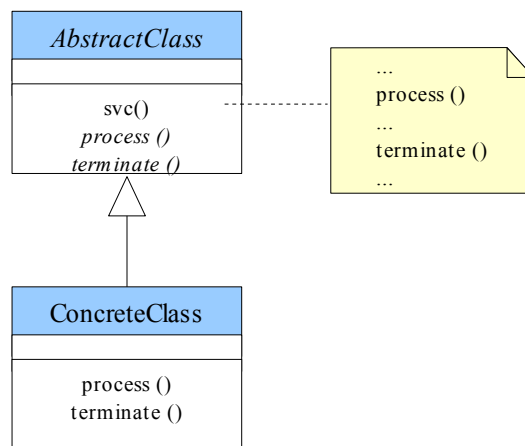 AbstractClass
svc()
process ()
terminate ()
...
process ()
...
terminate ()
...
ConcreteClass
process ()
terminate ()